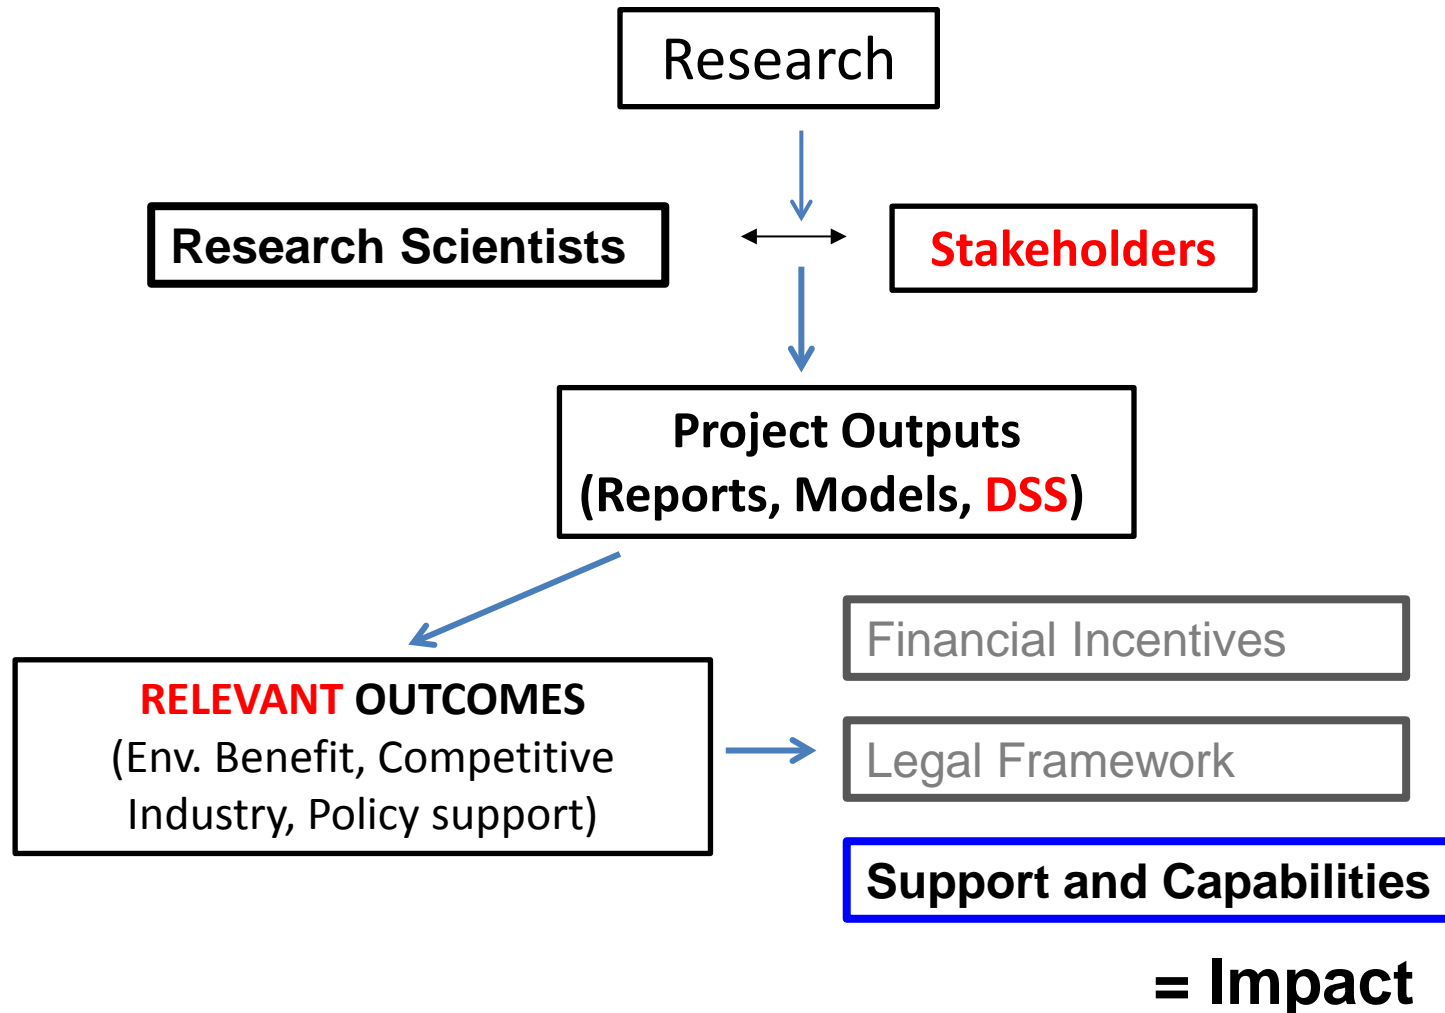 Research
Research Scientists
Stakeholders
Project Outputs
(Reports, Models, DSS)
RELEVANT OUTCOMES
(Env. Benefit, Competitive
Industry, Policy support)
Financial Incentives
Legal Framework
Support and Capabilities
= Impact